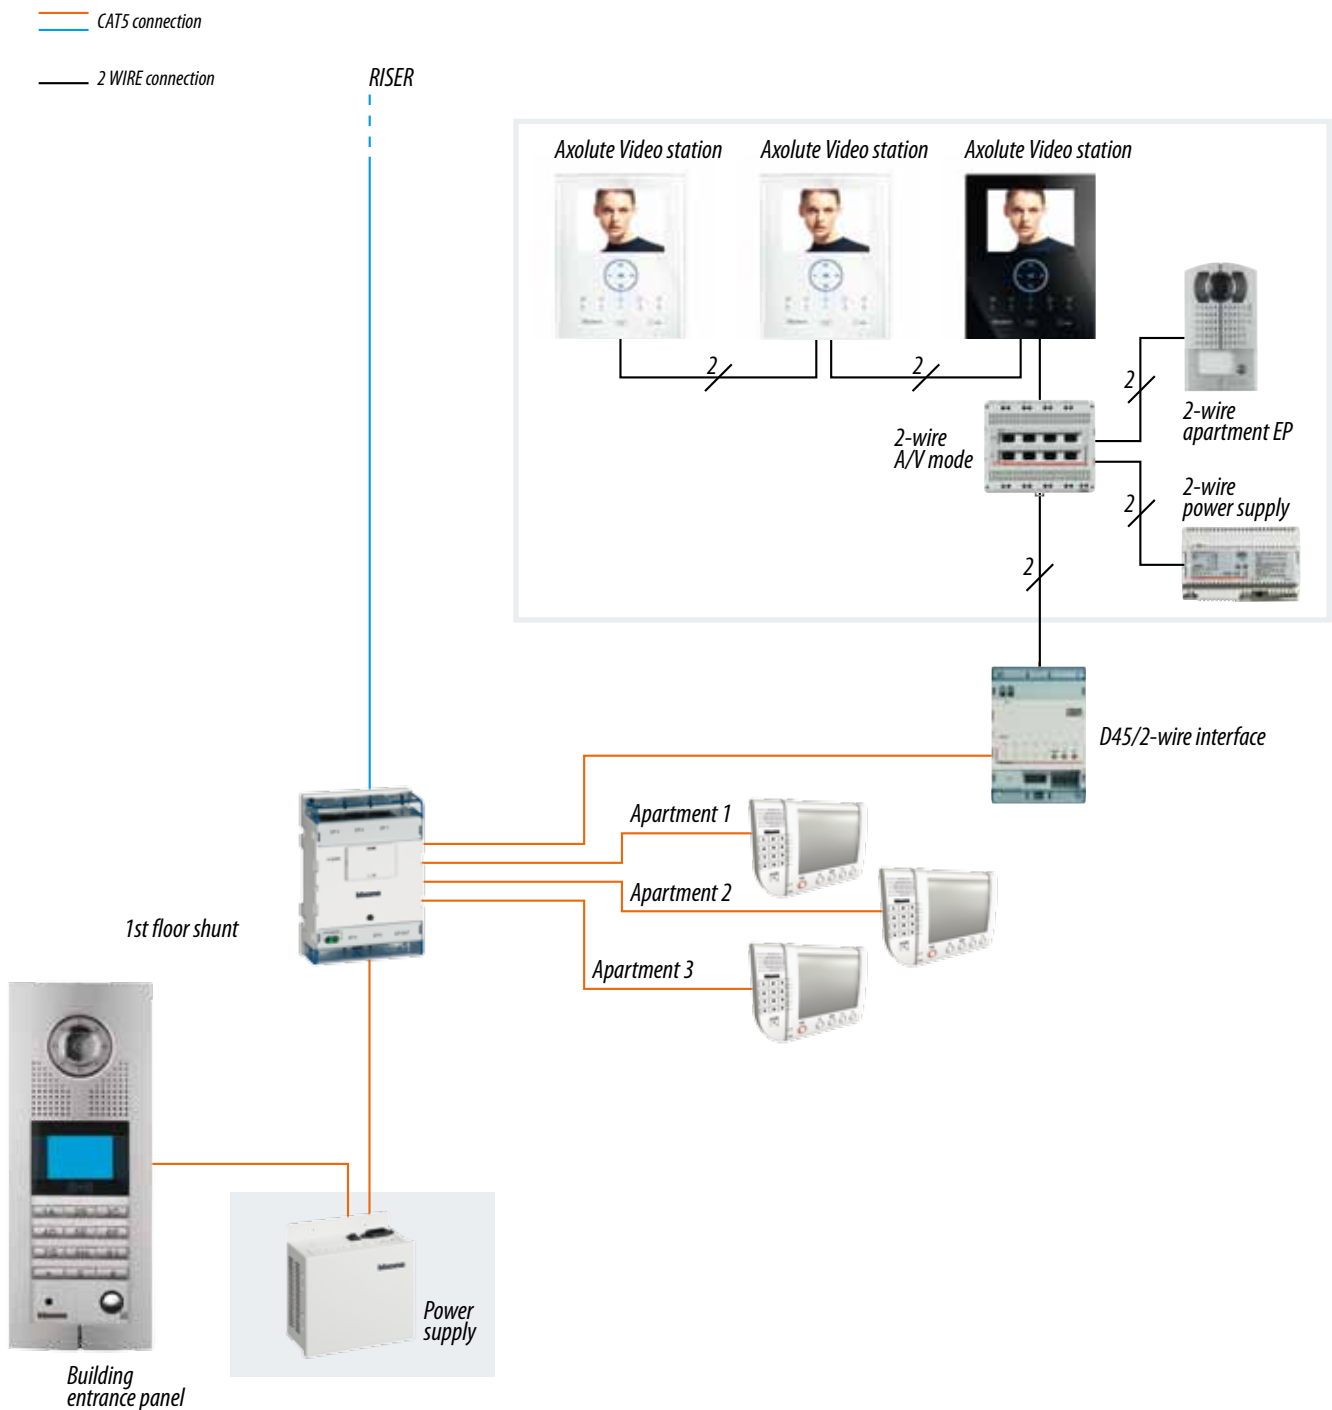 CAT5 connection
2 WIRE connection
RISER
Axolute Video station
Axolute Video station
Axolute Video station
2
2
2
2-wire
apartment EP
2-wire
A/V mode
2
2-wire
power supply
2
D45/2-wire interface
Apartment 1
Apartment 2
1st floor shunt
Apartment 3
Power
supply
Building
entrance panel